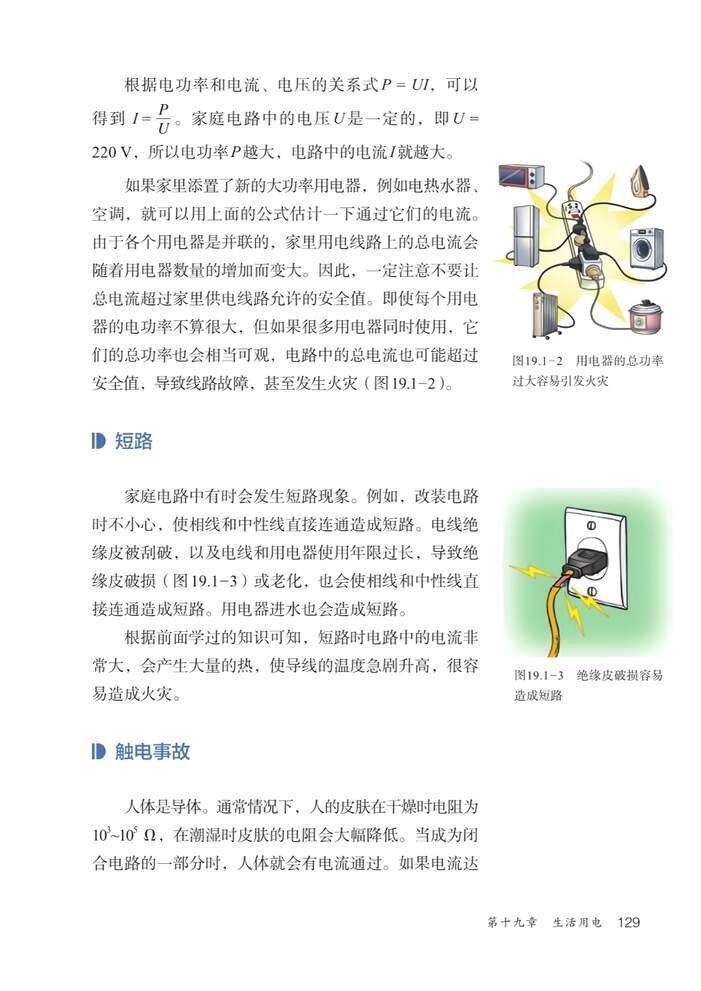 根据电功率和电流、电压的关系式P = UI，可以
得到 I = P/U 。家庭电路中的电压U是一定的，即U =
220 V，所以电功率P越大，电路中的电流I就越大。
如果家里添置了新的大功率用电器，例如电热水器、
空调，就可以用上面的公式估计一下通过它们的电流。
由于各个用电器是并联的，家里用电线路上的总电流会
随着用电器数量的增加而变大。因此，一定注意不要让
总电流超过家里供电线路允许的安全值。即使每个用电
器的电功率不算很大，但如果很多用电器同时使用，它
们的总功率也会相当可观，电路中的总电流也可能超过
安全值，导致线路故障，甚至发生火灾（图19.1-2）。
图19.1-2 用电器的总功率
过大容易引发火灾
短路
家庭电路中有时会发生短路现象。例如，改装电路
时不小心，使相线和中性线直接连通造成短路。电线绝
缘皮被刮破，以及电线和用电器使用年限过长，导致绝
缘皮破损（图19.1-3）或老化，也会使相线和中性线直
接连通造成短路。用电器进水也会造成短路。
根据前面学过的知识可知，短路时电路中的电流非
常大，会产生大量的热，使导线的温度急剧升高，很容
易造成火灾。
图19.1-3 绝缘皮破损容易
造成短路
触电事故
人体是导体。通常情况下，人的皮肤在干燥时电阻为
10³~10⁵ Ω，在潮湿时皮肤的电阻会大幅降低。当成为闭
合电路的一部分时，人体就会有电流通过。如果电流达
第十九章 生活用电 129